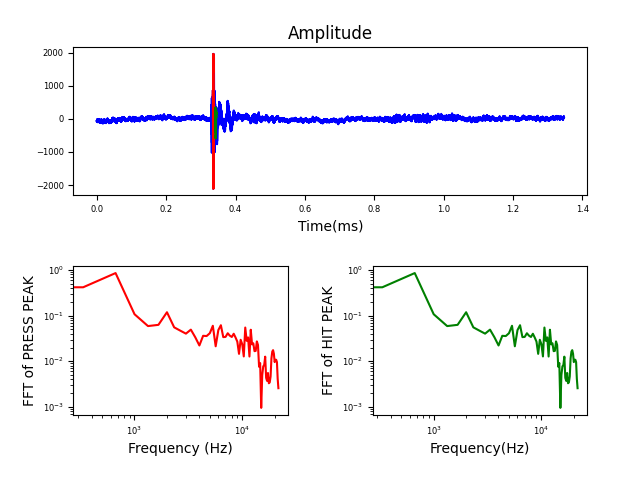 Amplitude
2000
1000
0
−1000
−2000
0.0 0.2 0.4 0.6 0.8 1.0 1.2 1.4
Time(ms)
FFT of PRESS PEAK
10⁰
10⁻¹
10⁻²
10⁻³
10³ 10⁴
Frequency (Hz)
FFT of HIT PEAK
10⁰
10⁻¹
10⁻²
10⁻³
10³ 10⁴
Frequency(Hz)